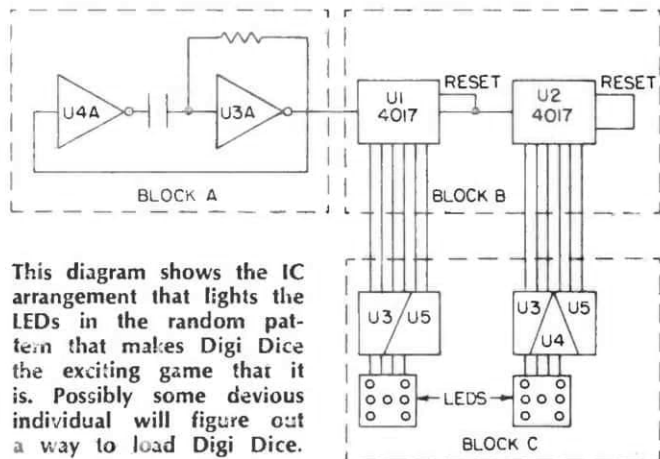 U4A
U3A
BLOCK A
U1
4017
RESET
U2
4017
RESET
BLOCK B
This diagram shows the IC
arrangement that lights the
LEDs in the random pat-
tern that makes Digi Dice
the exciting game that it
is. Possibly some devious
individual will figure out
a way to load Digi Dice.
U3
U5
U3
U4
U5
LEDS
BLOCK C